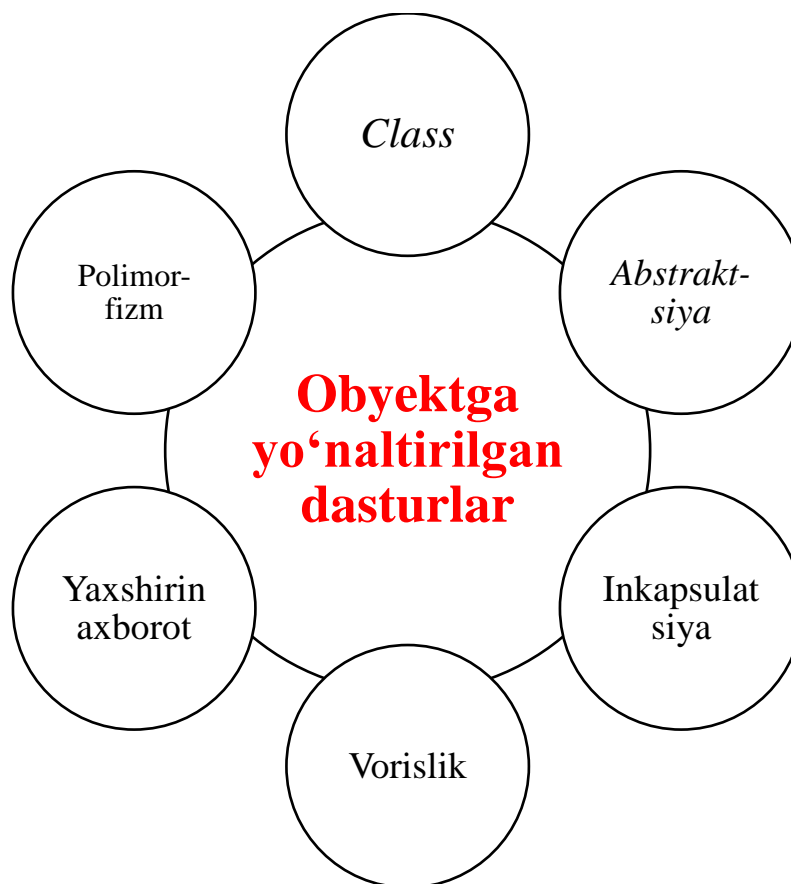 Class
Polimor-
fizm
Abstrakt-
siya
Obyektga
yo‘naltirilgan
dasturlar
Yaxshirin
axborot
Inkapsulat
siya
Vorislik